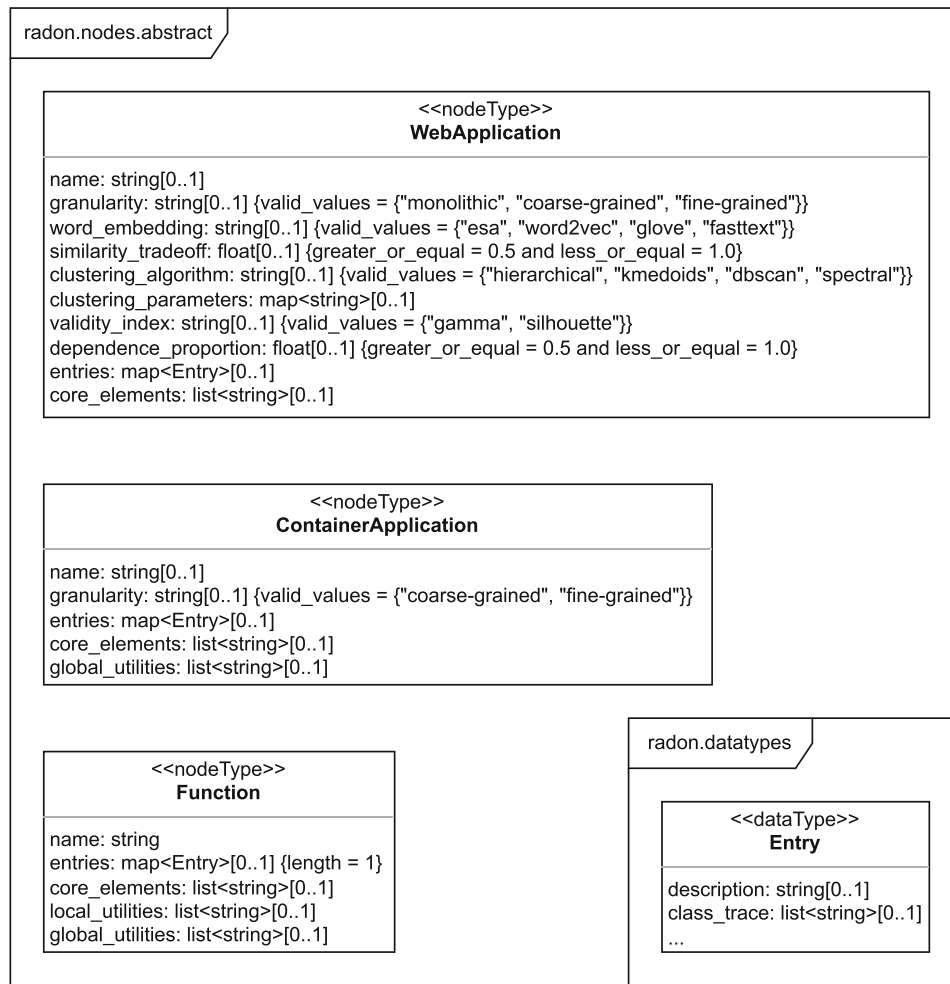 radon.nodes.abstract
<<nodeType>>
WebApplication
name: string[0..1]
granularity: string[0..1] {valid_values = {"monolithic", "coarse-grained", "fine-grained"}}
word_embedding: string[0..1] {valid_values = {"esa", "word2vec", "glove", "fasttext"}}
similarity_tradeoff: float[0..1] {greater_or_equal = 0.5 and less_or_equal = 1.0}
clustering_algorithm: string[0..1] {valid_values = {"hierarchical", "kmedoids", "dbscan", "spectral"}}
clustering_parameters: map<string>[0..1]
validity_index: string[0..1] {valid_values = {"gamma", "silhouette"}}
dependence_proportion: float[0..1] {greater_or_equal = 0.5 and less_or_equal = 1.0}
entries: map<Entry>[0..1]
core_elements: list<string>[0..1]
<<nodeType>>
ContainerApplication
name: string[0..1]
granularity: string[0..1] {valid_values = {"coarse-grained", "fine-grained"}}
entries: map<Entry>[0..1]
core_elements: list<string>[0..1]
global_utilities: list<string>[0..1]
<<nodeType>>
Function
name: string
entries: map<Entry>[0..1] {length = 1}
core_elements: list<string>[0..1]
local_utilities: list<string>[0..1]
global_utilities: list<string>[0..1]
radon.datatypes
<<dataType>>
Entry
description: string[0..1]
class_trace: list<string>[0..1]
...